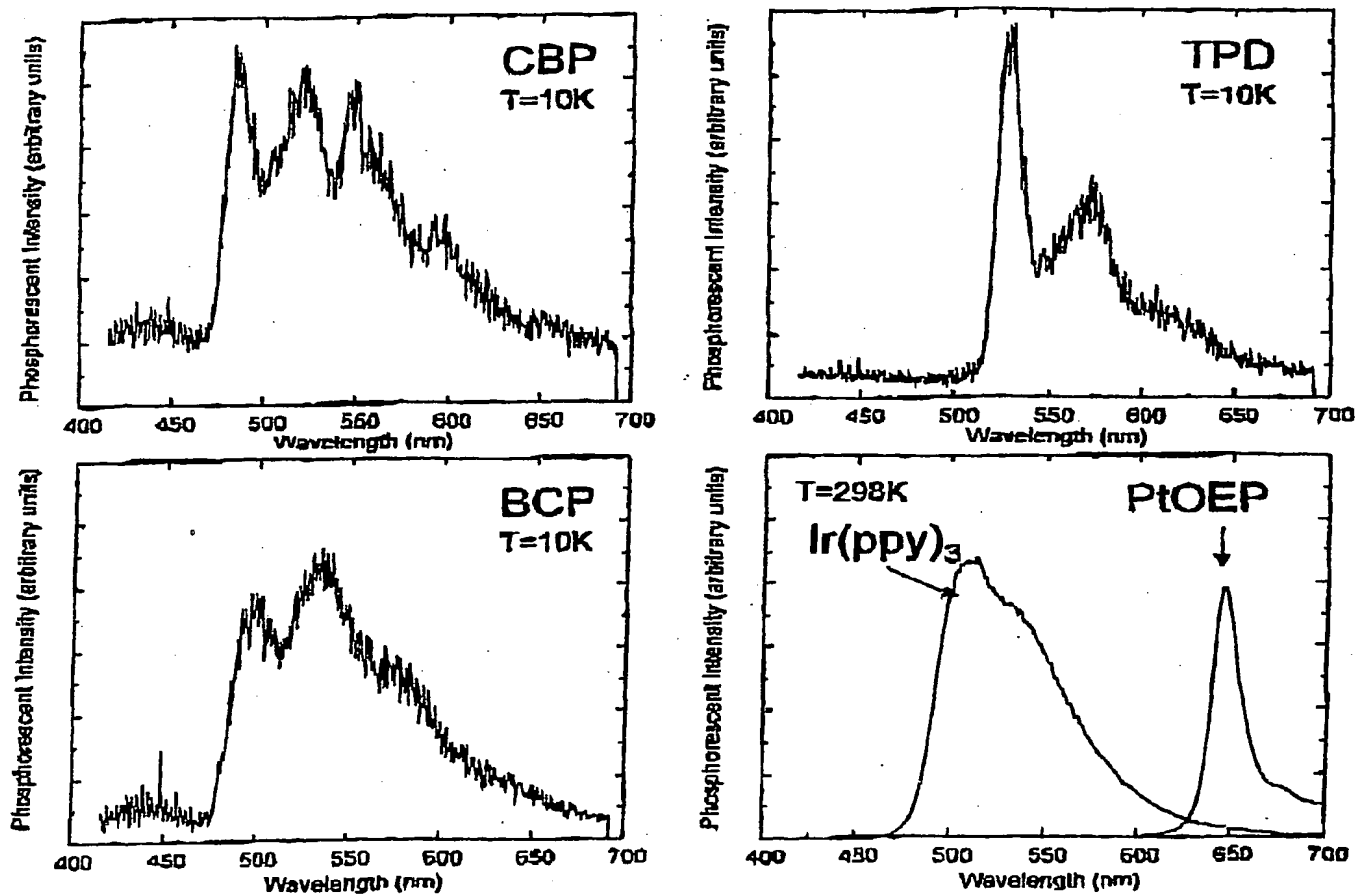 Phosphorescent Intensity (arbitrary units)
CBP
T=10K
400 450 500 550 600 650 700
Wavelength (nm)
Phosphorescent Intensity (arbitrary units)
TPD
T=10K
400 450 500 550 600 650 700
Wavelength (nm)
Phosphorescent Intensity (arbitrary units)
BCP
T=10K
400 450 500 550 600 650 700
Wavelength (nm)
Phosphorescent Intensity (arbitrary units)
T=298K
Ir(ppy)₃
PtOEP
400 450 500 550 600 650 700
Wavelength (nm)